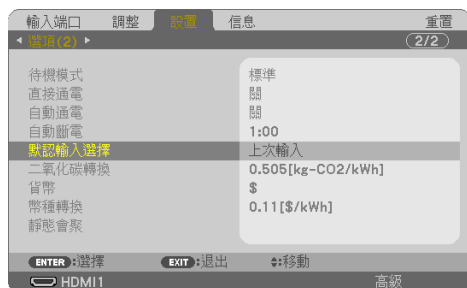 輸入端口 調整 設置 信息 重置
選項(2) 2/2
待機模式 標準
直接通電 關
自動通電 關
自動斷電 1:00
默認輸入選擇 上次輸入
二氧化碳轉換 0.505[kg-CO2/kWh]
貨幣 $
幣種轉換 0.11[$/kWh]
靜態會聚
ENTER:選擇 EXIT:退出 :移動
HDMI1 高級